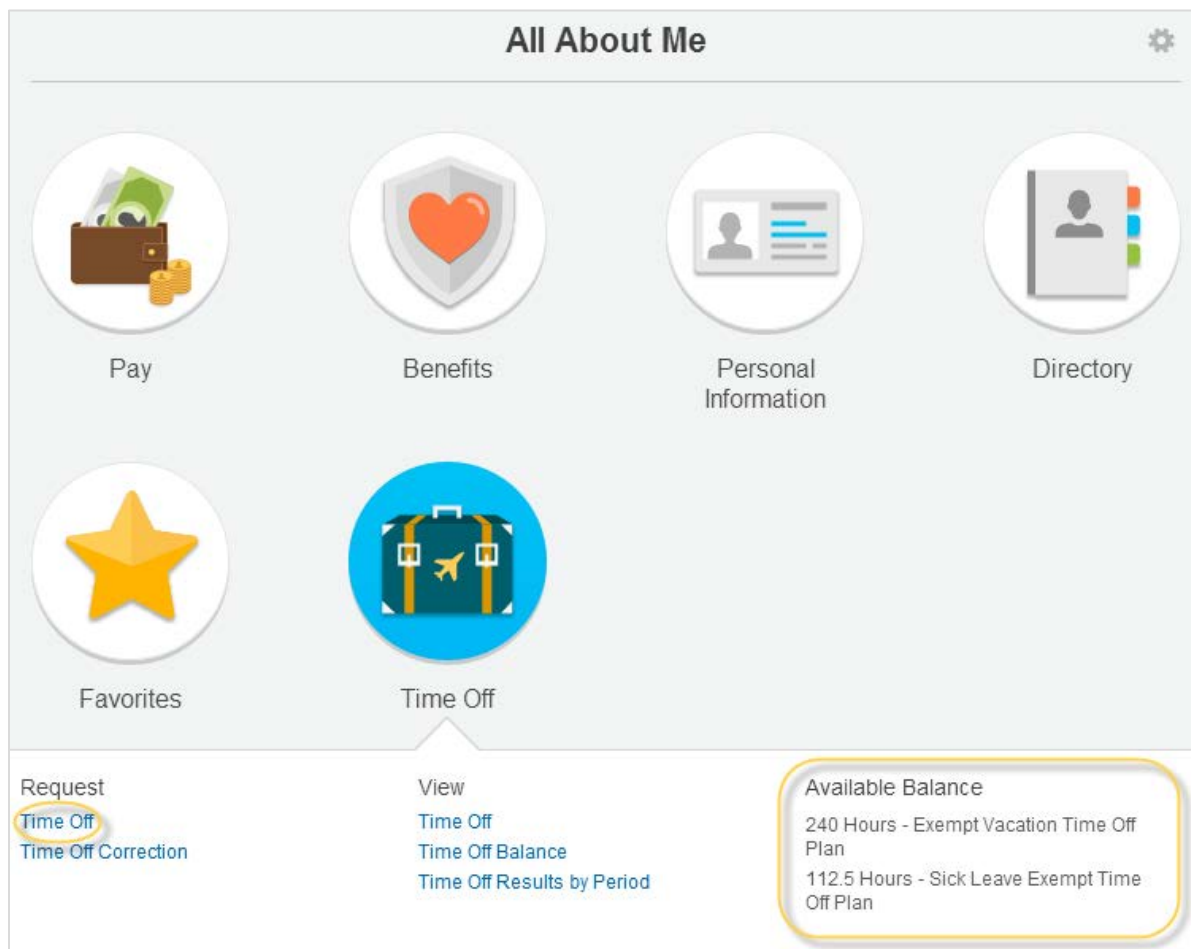 All About Me
Pay
Benefits
Personal
Information
Directory
Favorites
Time Off
Request
Time Off
Time Off Correction
View
Time Off
Time Off Balance
Time Off Results by Period
Available Balance
240 Hours - Exempt Vacation Time Off
Plan
112.5 Hours - Sick Leave Exempt Time
Off Plan